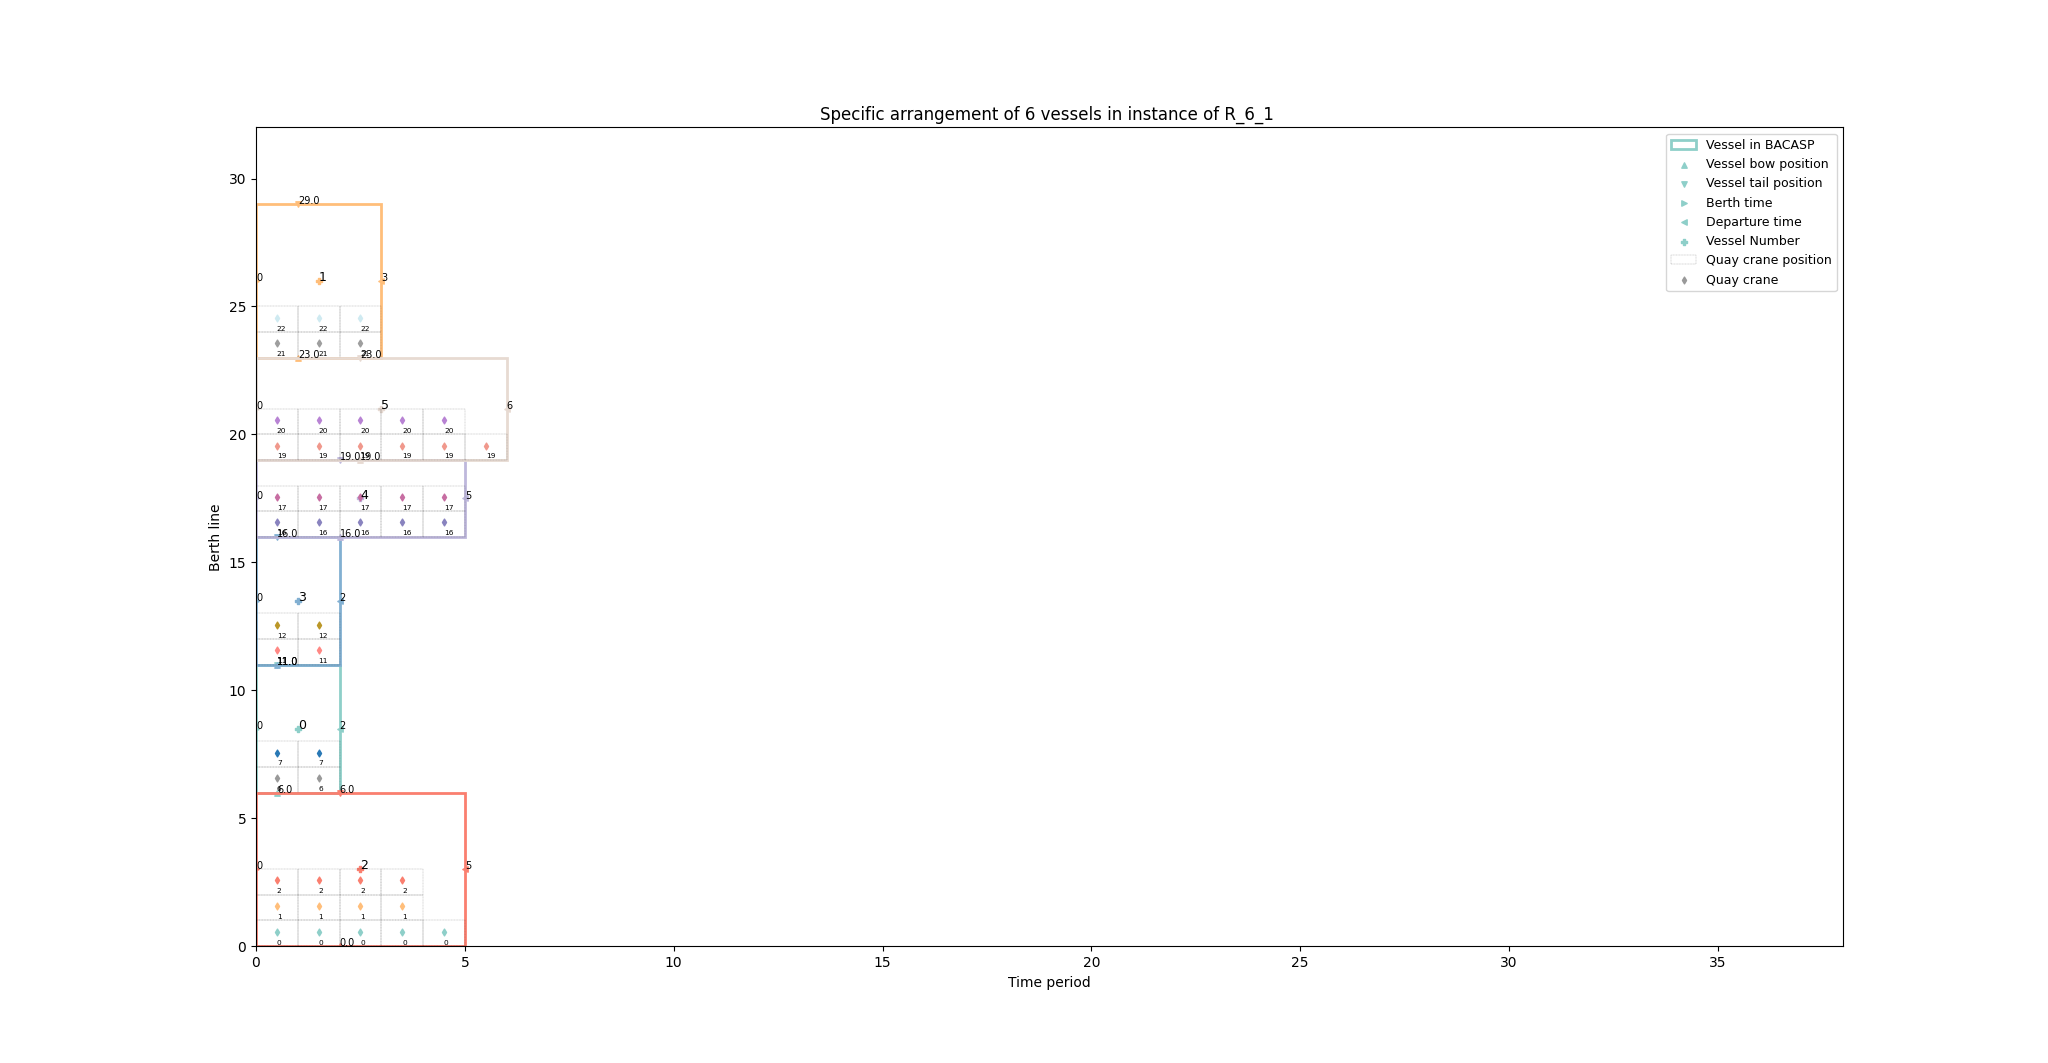 Specific arrangement of 6 vessels in instance of R_6_1
Vessel in BACASP
Vessel bow position
Vessel tail position
Berth time
Departure time
Vessel Number
Quay crane position
Quay crane
30
29.0
0 1 3
25
22 22 22
21 21
23.0 23.0
0 5 6
20 20 20 20 20
20
19 19 19 19 19 19
19.0 19.0
0 4 5
17 17 17 17 17
16 16 16 16
16.0 16.0
15
0 3 2
12 12
11
11.0
10
0 0 2
7 7
6
6.0 6.0
5
0 2 5
2 2 2 2
1 1 1 1
0 0 0 0 0
0.0
0
0 5 10 15 20 25 30 35
Time period
Berth line